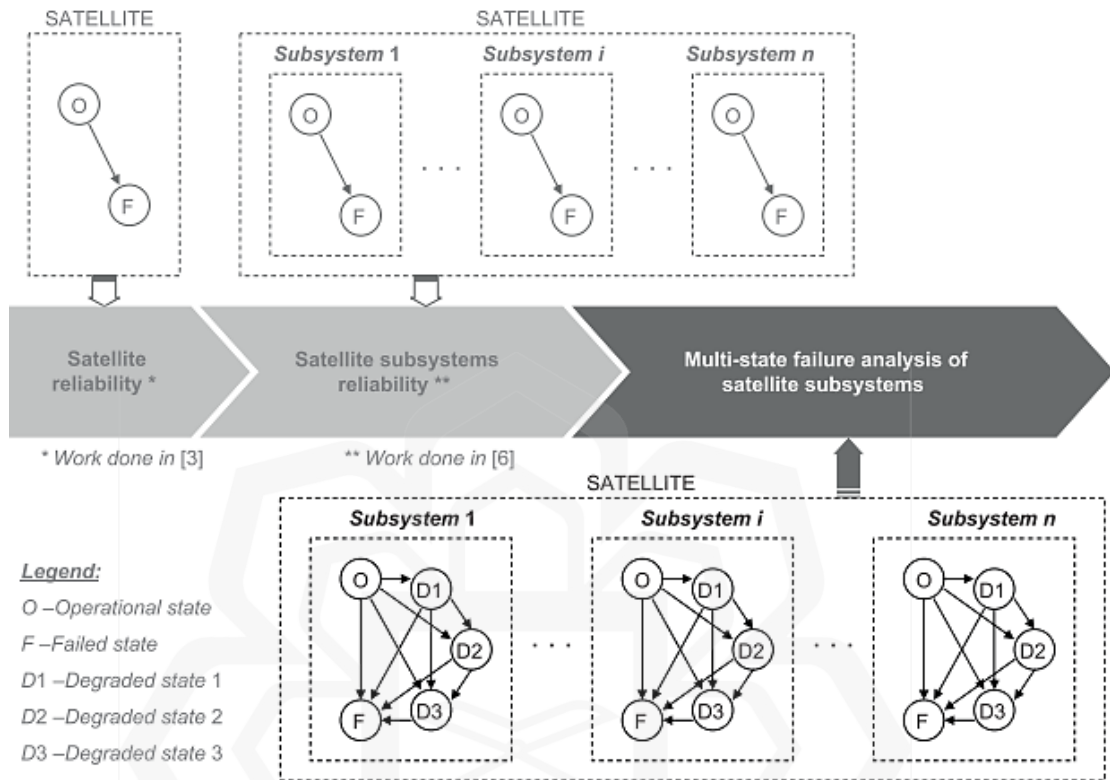 SATELLITE
O
F
SATELLITE
Subsystem 1
Subsystem i
Subsystem n
O
F
. . .
O
F
. . .
O
F
Satellite
reliability *
Satellite subsystems
reliability **
Multi-state failure analysis of
satellite subsystems
* Work done in [3]
** Work done in [6]
SATELLITE
Subsystem 1
Subsystem i
Subsystem n
O
D1
D2
D3
F
. . .
O
D1
D2
D3
F
. . .
O
D1
D2
D3
F
Legend:
O –Operational state
F –Failed state
D1 –Degraded state 1
D2 –Degraded state 2
D3 –Degraded state 3